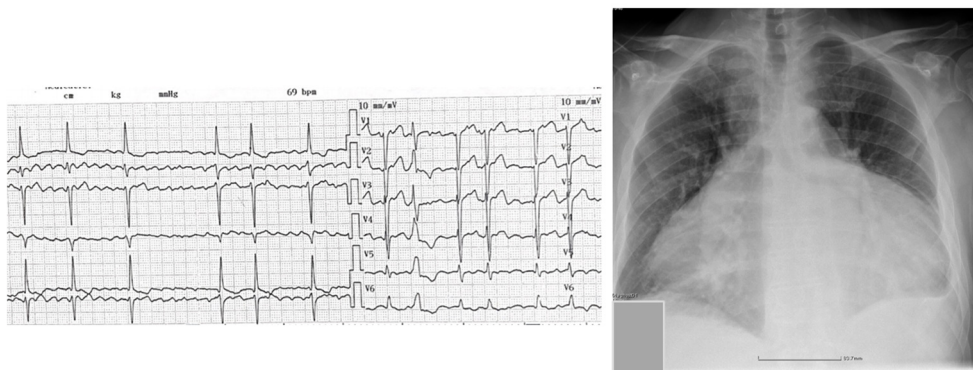 cm kg mmHg 69 bpm
10 mm/mV 10 mm/mV
V1 V1
V2 V2
V3 V3
V4 V4
V5 V5
V6 V6